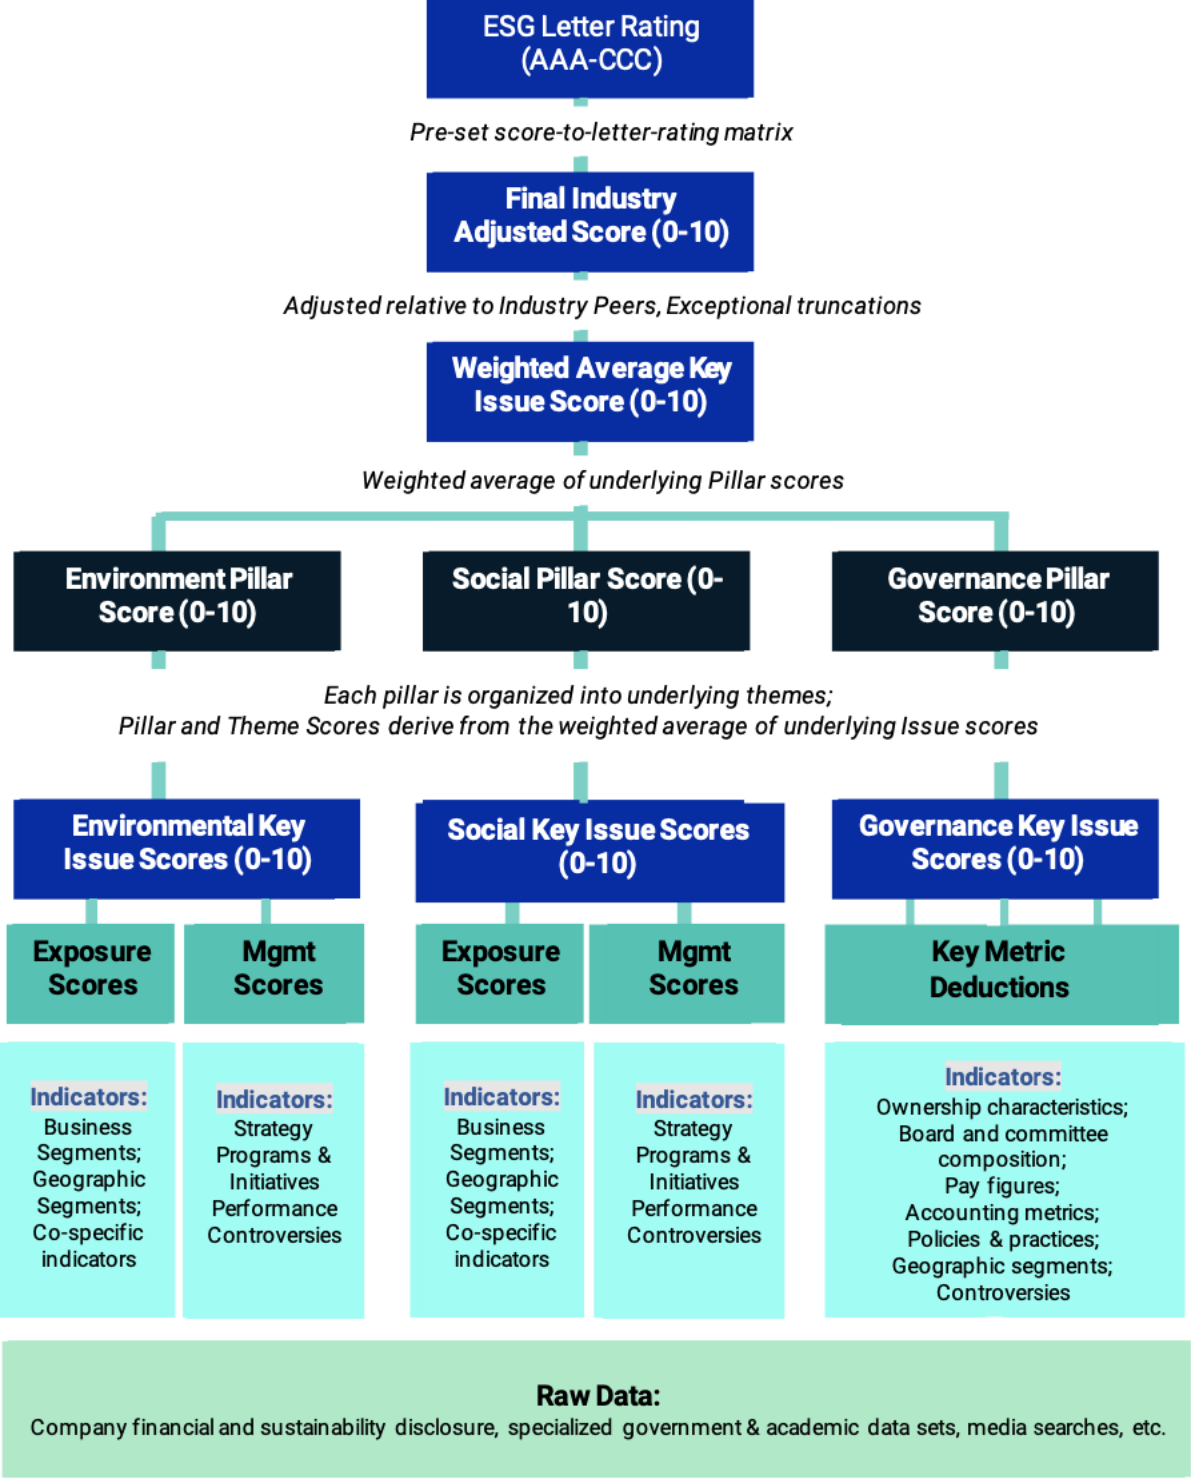 ESG Letter Rating
(AAA-CCC)
Pre-set score-to-letter-rating matrix
Final Industry
Adjusted Score (0-10)
Adjusted relative to Industry Peers, Exceptional truncations
Weighted Average Key
Issue Score (0-10)
Weighted average of underlying Pillar scores
Environment Pillar
Score (0-10)
Social Pillar Score (0-
10)
Governance Pillar
Score (0-10)
Each pillar is organized into underlying themes;
Pillar and Theme Scores derive from the weighted average of underlying Issue scores
Environmental Key
Issue Scores (0-10)
Social Key Issue Scores
(0-10)
Governance Key Issue
Scores (0-10)
Exposure
Scores
Mgmt
Scores
Exposure
Scores
Mgmt
Scores
Key Metric
Deductions
Indicators:
Business
Segments;
Geographic
Segments;
Co-specific
indicators
Indicators:
Strategy
Programs &
Initiatives
Performance
Controversies
Indicators:
Business
Segments;
Geographic
Segments;
Co-specific
indicators
Indicators:
Strategy
Programs &
Initiatives
Performance
Controversies
Indicators:
Ownership characteristics;
Board and committee
composition;
Pay figures;
Accounting metrics;
Policies & practices;
Geographic segments;
Controversies
Raw Data:
Company financial and sustainability disclosure, specialized government & academic data sets, media searches, etc.